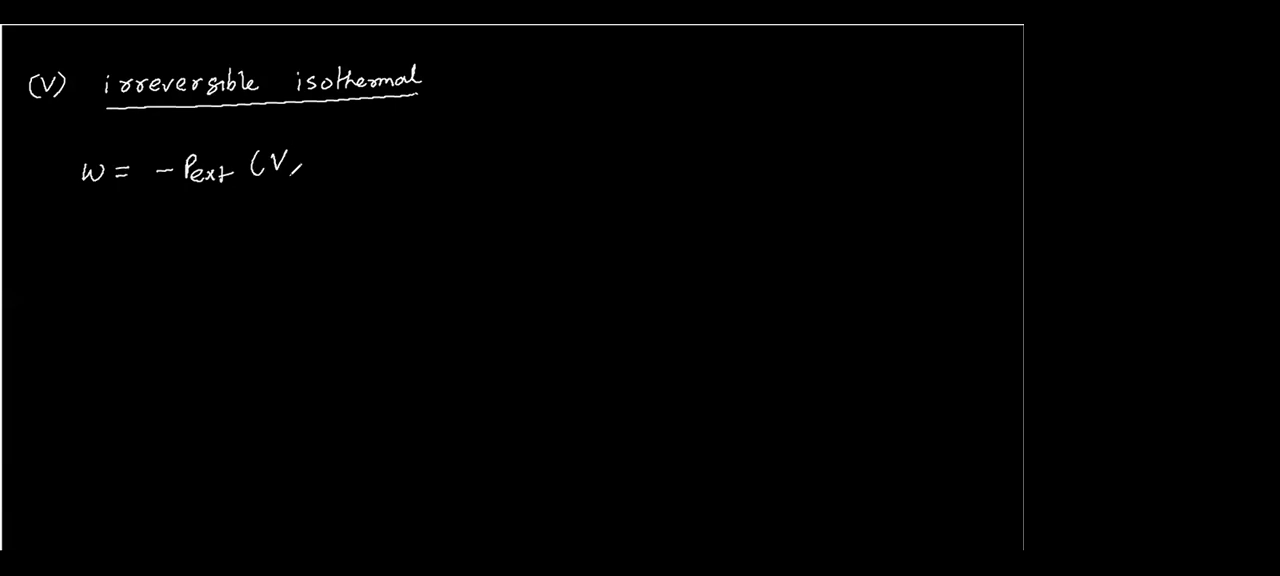 (V) irreversible isothermal
W = - Pext (V,